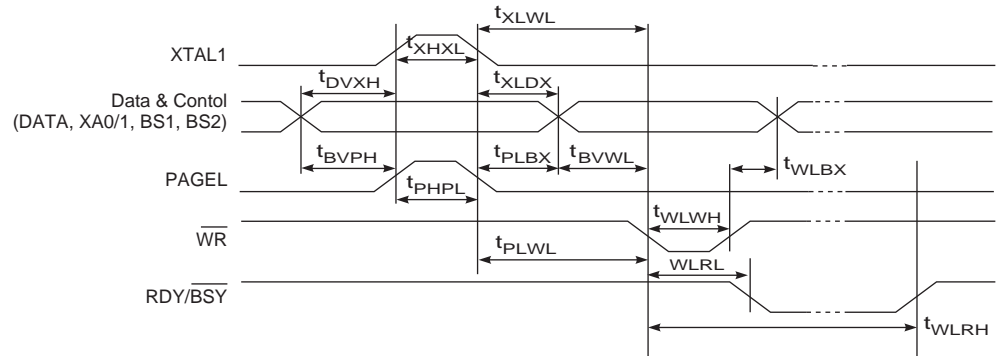 tXLWL
XTAL1
tXHXL
tDVXH
tXLDX
Data & Contol
(DATA, XA0/1, BS1, BS2)
tBVPH
tPLBX
tBVWL
tWLBX
PAGEL
tPHPL
tWLWH
WR
tPLWL
WLRL
RDY/BSY
tWLRH